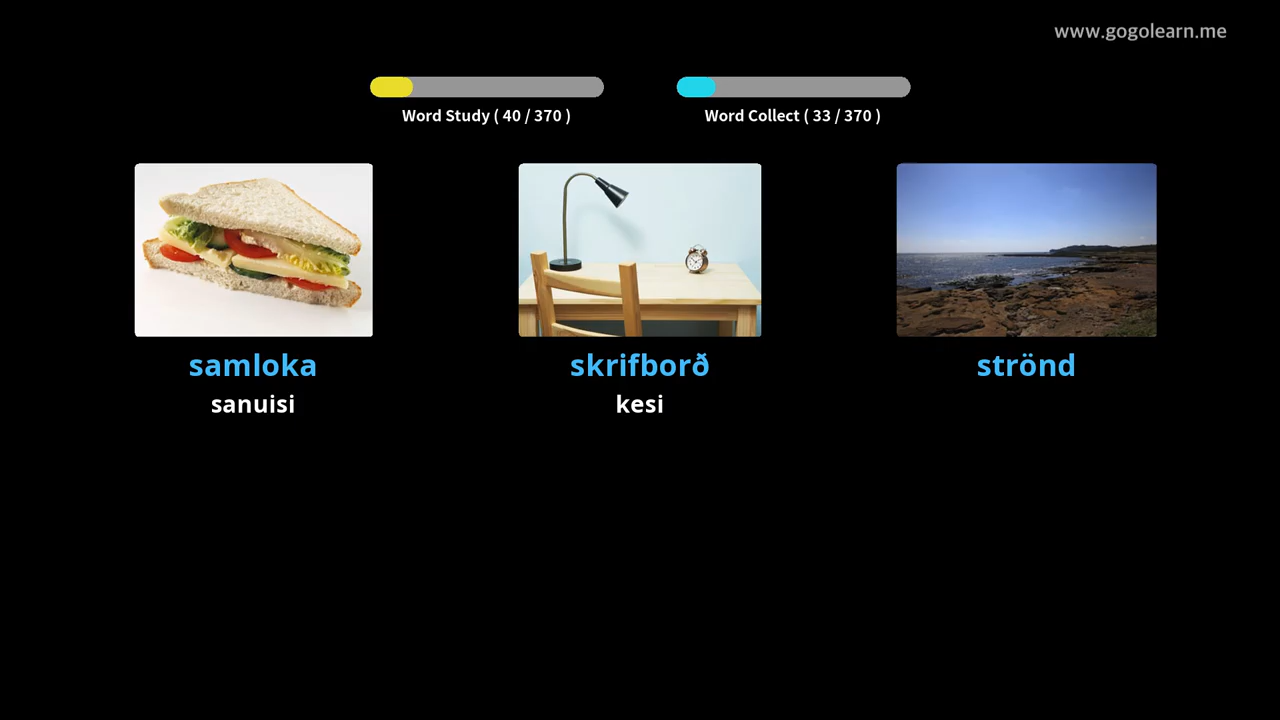 www.gogolearn.me
Word Study ( 40 / 370 )
Word Collect ( 33 / 370 )
samloka
skrifborð
strönd
sanuisi
kesi